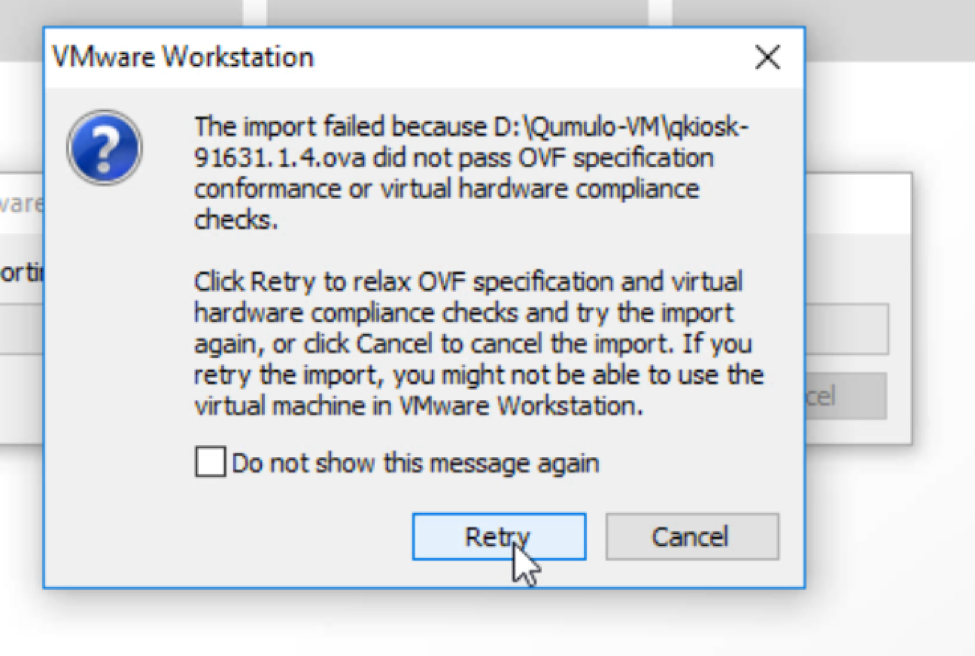 VMware Workstation
The import failed because D:\Qumulo-VM\qkiosk-
91631.1.4.ova did not pass OVF specification
conformance or virtual hardware compliance
checks.
Click Retry to relax OVF specification and virtual
hardware compliance checks and try the import
again, or click Cancel to cancel the import. If you
retry the import, you might not be able to use the
virtual machine in VMware Workstation.
Do not show this message again
Retry
Cancel